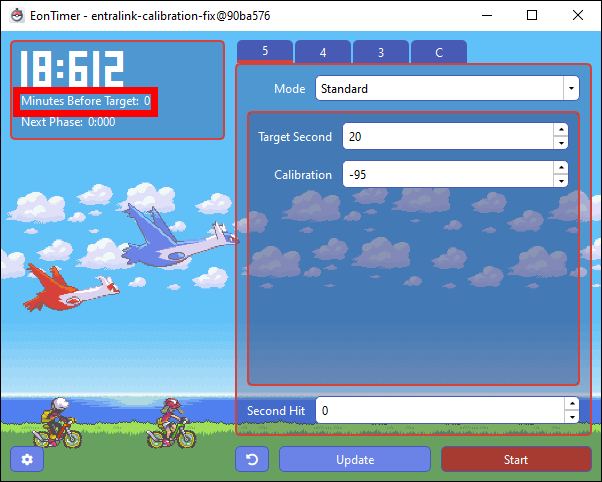 EonTimer - entralink-calibration-fix@90ba576
18:612
Minutes Before Target: 0
Next Phase: 0:000
5 4 3 C
Mode Standard
Target Second 20
Calibration -95
Second Hit 0
Update Start